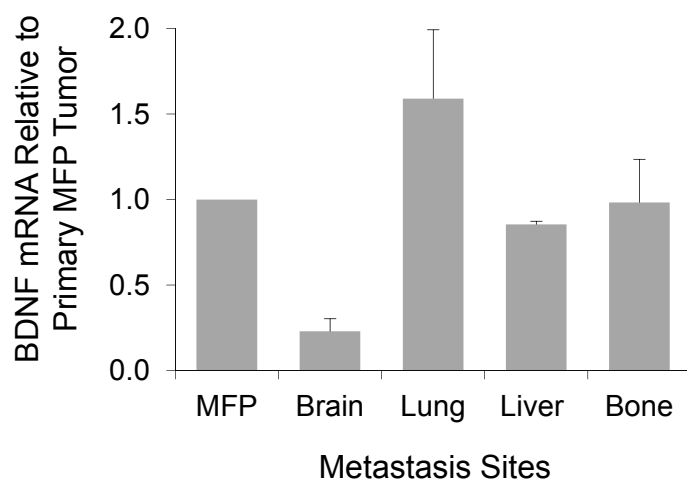 BDNF mRNA Relative to
Primary MFP Tumor
2.0
1.5
1.0
0.5
0.0
MFP Brain Lung Liver Bone
Metastasis Sites